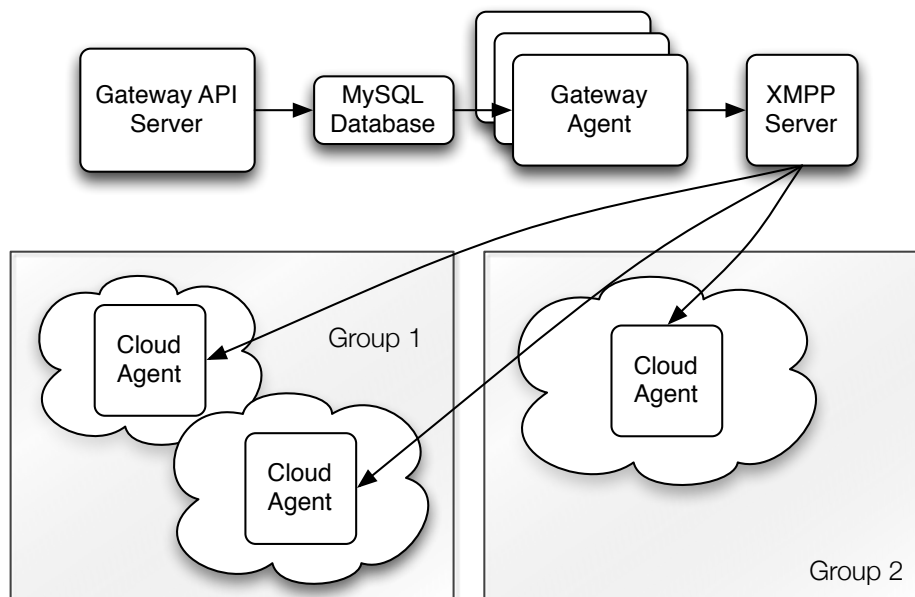 Gateway API
Server
MySQL
Database
Gateway
Agent
XMPP
Server
Group 1
Cloud
Agent
Cloud
Agent
Cloud
Agent
Group 2